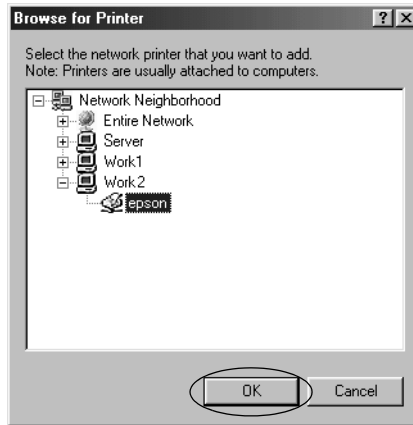 Browse for Printer
Select the network printer that you want to add.
Note: Printers are usually attached to computers.
Network Neighborhood
Entire Network
Server
Work1
Work2
epson
OK Cancel